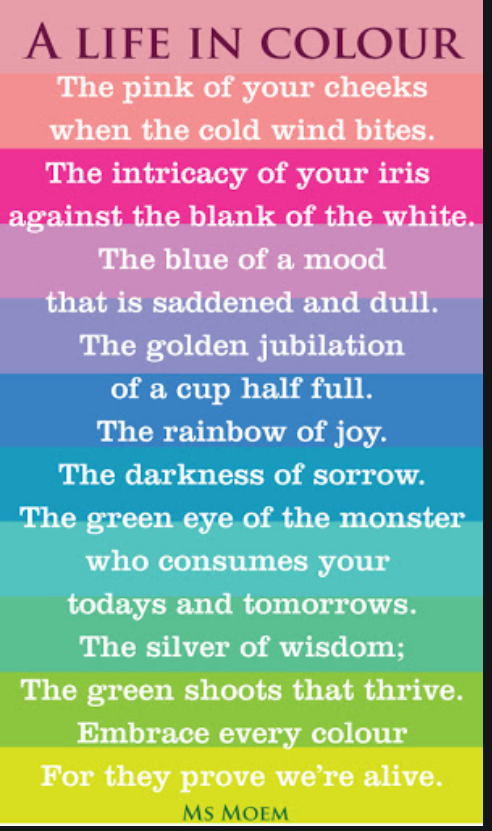 A LIFE IN COLOUR
The pink of your cheeks
when the cold wind bites.
The intricacy of your iris
against the blank of the white.
The blue of a mood
that is saddened and dull.
The golden jubilation
of a cup half full.
The rainbow of joy.
The darkness of sorrow.
The green eye of the monster
who consumes your
todays and tomorrows.
The silver of wisdom;
The green shoots that thrive.
Embrace every colour
For they prove we're alive.
MS MOEM